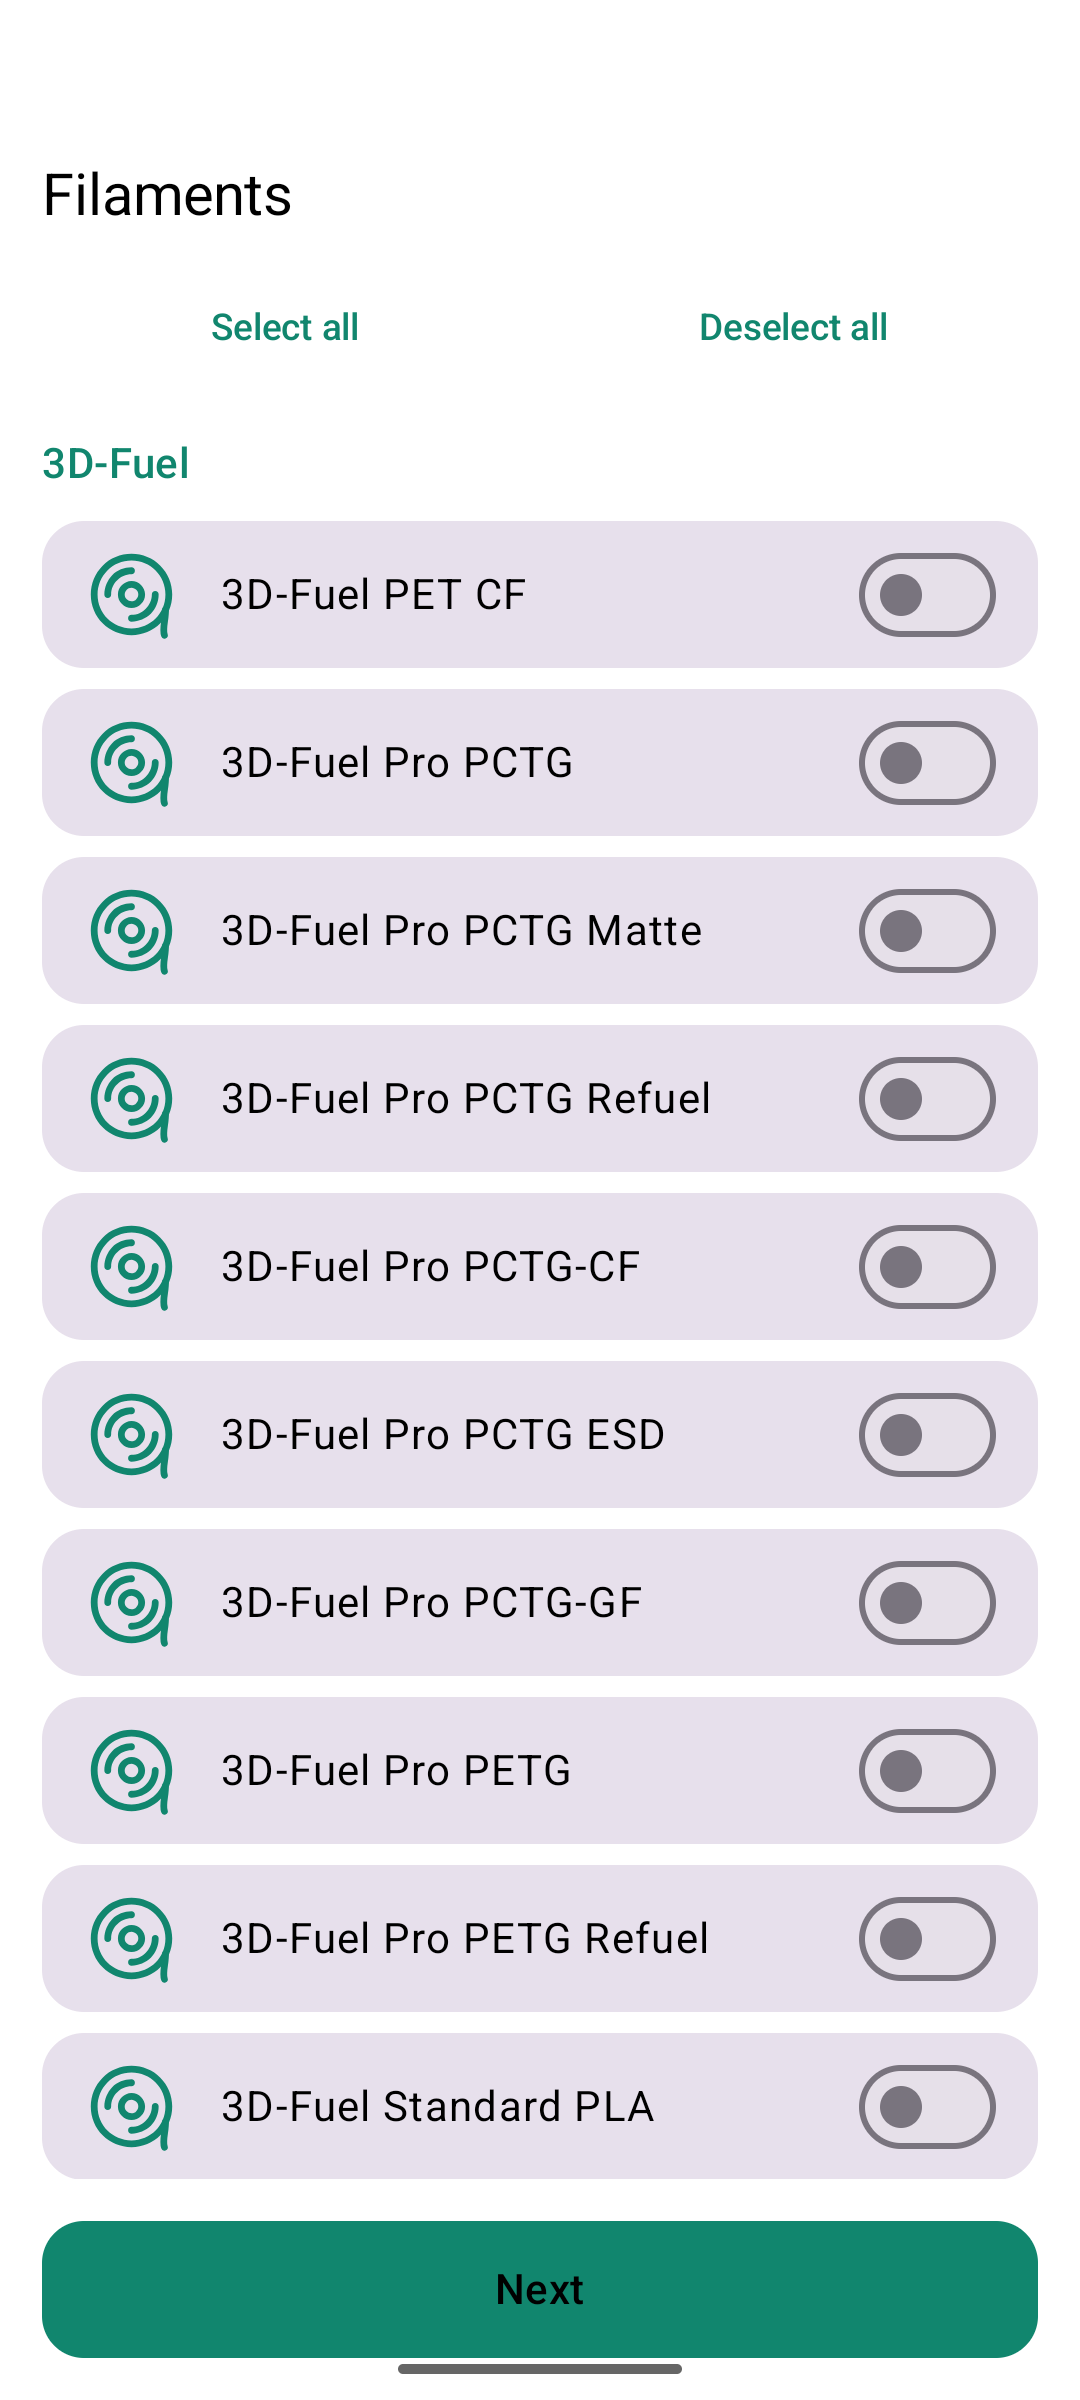 Filaments
Select all
Deselect all
3D-Fuel
3D-Fuel PET CF
3D-Fuel Pro PCTG
3D-Fuel Pro PCTG Matte
3D-Fuel Pro PCTG Refuel
3D-Fuel Pro PCTG-CF
3D-Fuel Pro PCTG ESD
3D-Fuel Pro PCTG-GF
3D-Fuel Pro PETG
3D-Fuel Pro PETG Refuel
3D-Fuel Standard PLA
Next